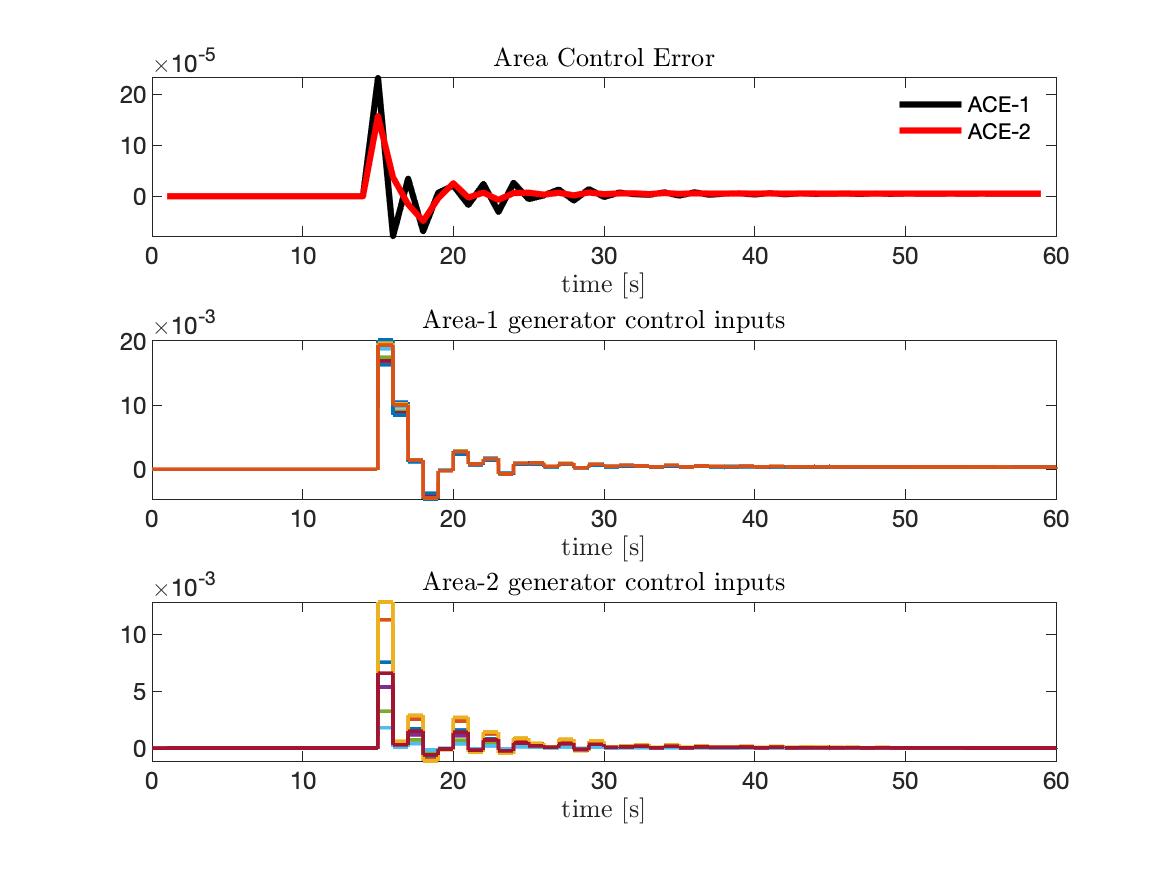 Area Control Error
×10-5
20
10
0
ACE-1
ACE-2
0 10 20 30 40 50 60
time [s]
Area-1 generator control inputs
×10-3
20
10
0
0 10 20 30 40 50 60
time [s]
Area-2 generator control inputs
×10-3
10
5
0
0 10 20 30 40 50 60
time [s]